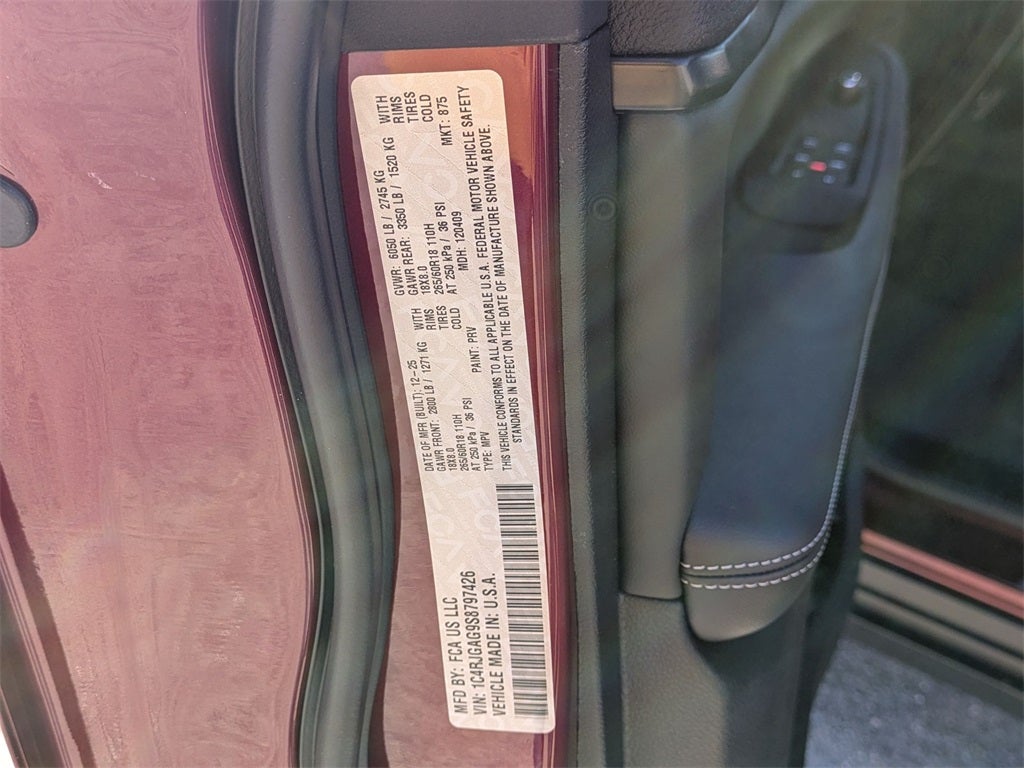 MFD BY: FCA US LLC
DATE OF MFR (BUILT): 12-25
GVWR: 6050 LB / 2745 KG
GAWR FRONT: 2800 LB / 1271 KG WITH
18X8.0 RIMS
265/60R18 110H TIRES
AT 250 kPa / 36 PSI COLD
GAWR REAR: 3350 LB / 1520 KG WITH
18X8.0 RIMS
265/60R18 110H TIRES
AT 250 kPa / 36 PSI COLD
VIN: 1C4RJGAG9S8797426
TYPE: MPV PAINT: PRV MDH: 120409 MKT: 875
VEHICLE MADE IN: U.S.A.
THIS VEHICLE CONFORMS TO ALL APPLICABLE U.S.A. FEDERAL MOTOR VEHICLE SAFETY
STANDARDS IN EFFECT ON THE DATE OF MANUFACTURE SHOWN ABOVE.